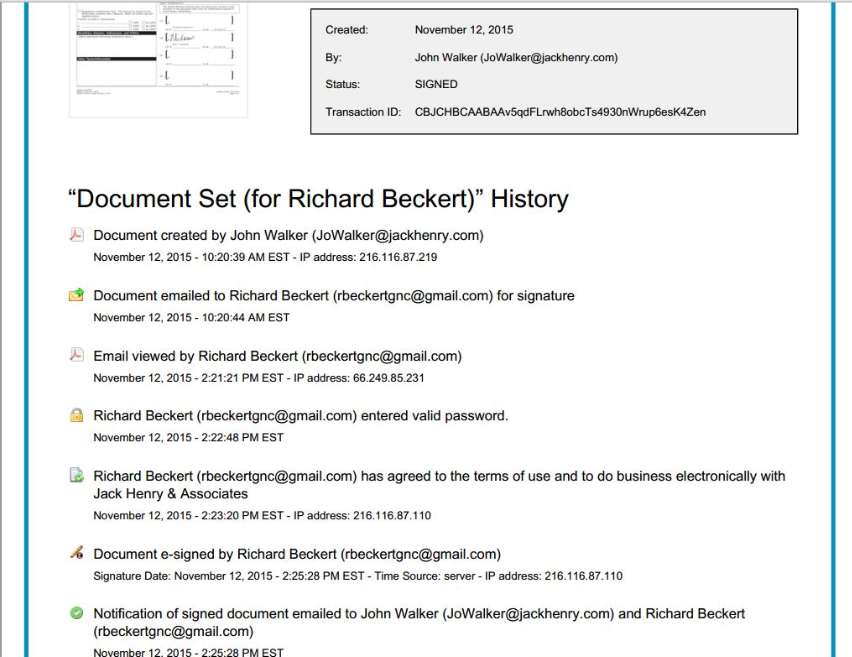 Created: November 12, 2015
By: John Walker (JoWalker@jackhenry.com)
Status: SIGNED
Transaction ID: CBJCHBCAABAAv5qdFLrwh8obcTs4930nWrup6esK4Zen
“Document Set (for Richard Beckert)” History
Document created by John Walker (JoWalker@jackhenry.com)
November 12, 2015 - 10:20:39 AM EST - IP address: 216.116.87.219
Document emailed to Richard Beckert (rbeckertgnc@gmail.com) for signature
November 12, 2015 - 10:20:44 AM EST
Email viewed by Richard Beckert (rbeckertgnc@gmail.com)
November 12, 2015 - 2:21:21 PM EST - IP address: 66.249.85.231
Richard Beckert (rbeckertgnc@gmail.com) entered valid password.
November 12, 2015 - 2:22:48 PM EST
Richard Beckert (rbeckertgnc@gmail.com) has agreed to the terms of use and to do business electronically with
Jack Henry & Associates
November 12, 2015 - 2:23:20 PM EST - IP address: 216.116.87.110
Document e-signed by Richard Beckert (rbeckertgnc@gmail.com)
Signature Date: November 12, 2015 - 2:25:28 PM EST - Time Source: server - IP address: 216.116.87.110
Notification of signed document emailed to John Walker (JoWalker@jackhenry.com) and Richard Beckert
(rbeckertgnc@gmail.com)
November 12, 2015 - 2:25:28 PM EST